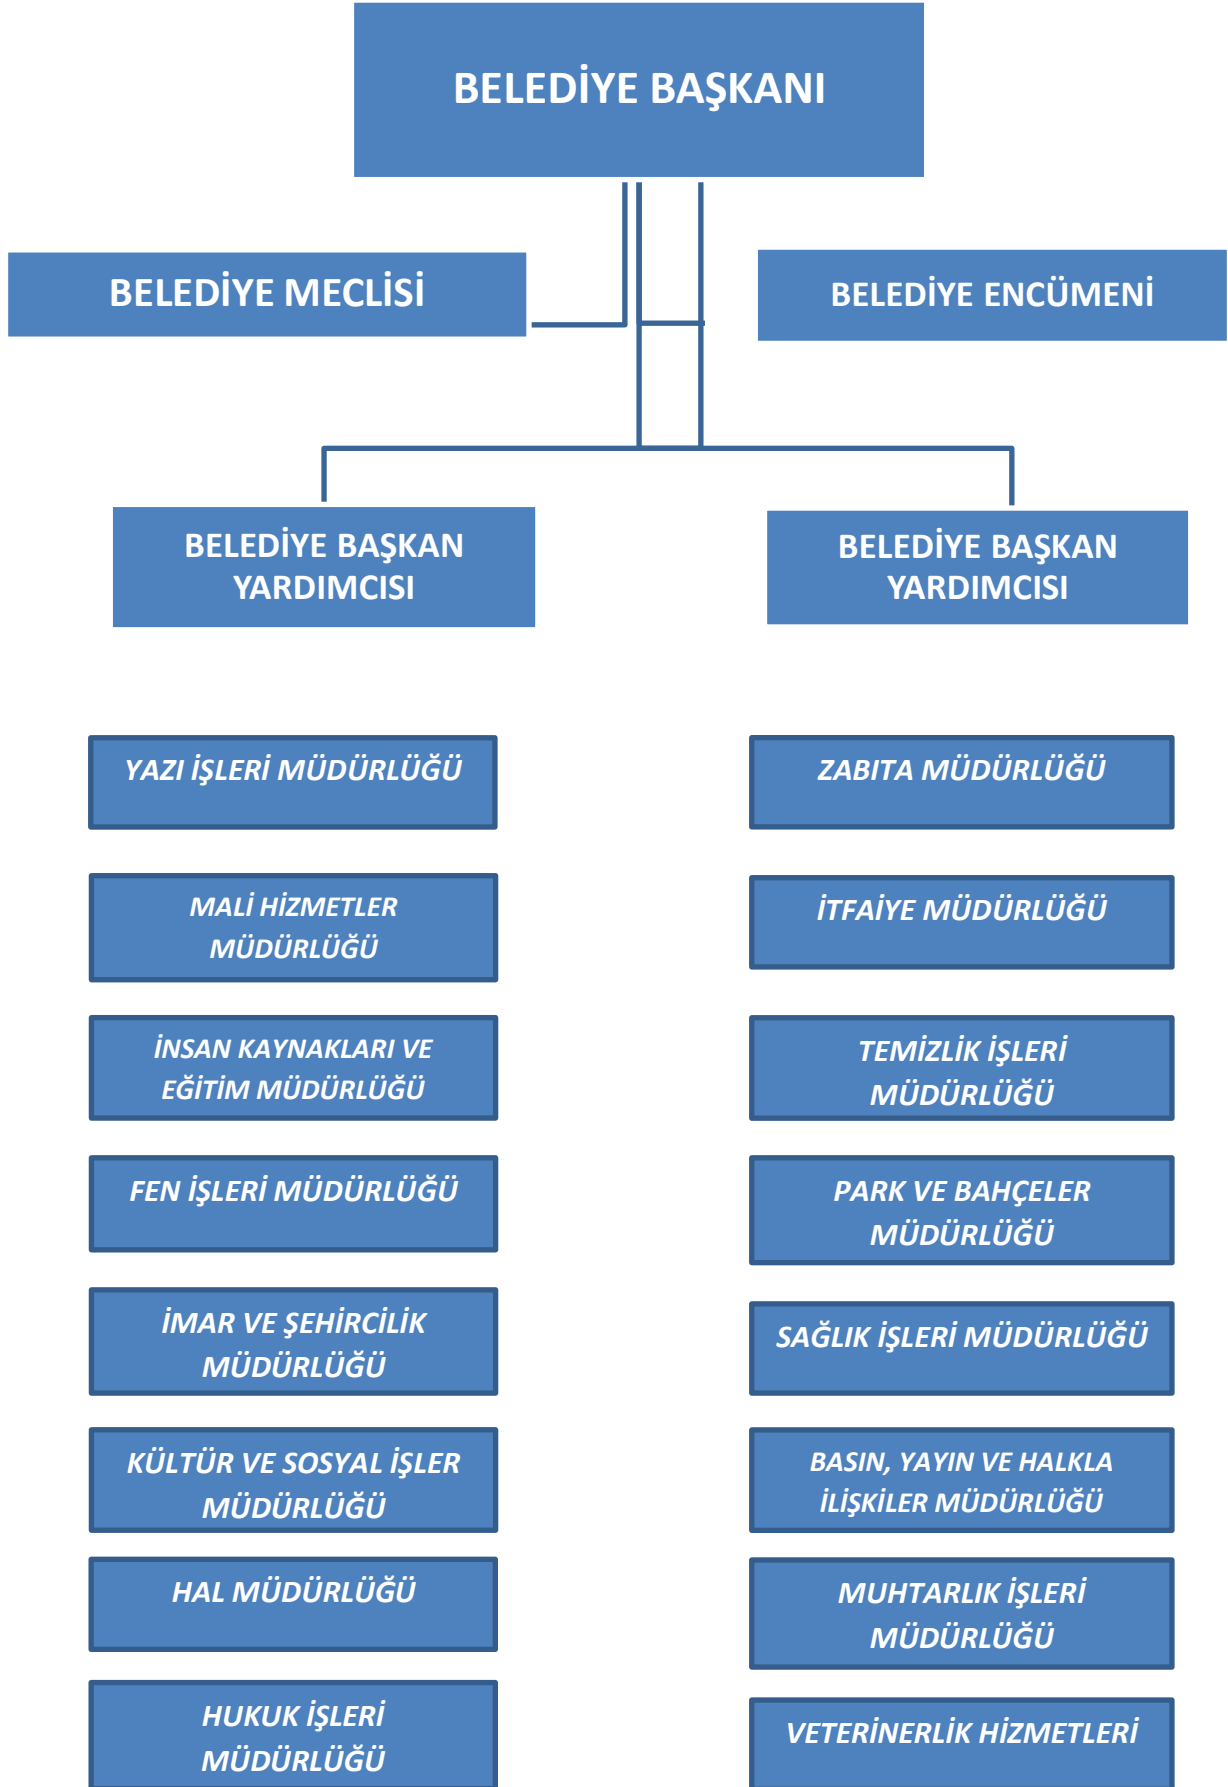 BELEDİYE BAŞKANI
BELEDİYE MECLİSİ
BELEDİYE ENCÜMENİ
BELEDİYE BAŞKAN
YARDIMCISI
BELEDİYE BAŞKAN
YARDIMCISI
YAZI İŞLERİ MÜDÜRLÜĞÜ
ZABITA MÜDÜRLÜĞÜ
MALİ HİZMETLER
MÜDÜRLÜĞÜ
İTFAİYE MÜDÜRLÜĞÜ
İNSAN KAYNAKLARI VE
EĞİTİM MÜDÜRLÜĞÜ
TEMİZLİK İŞLERİ
MÜDÜRLÜĞÜ
FEN İŞLERİ MÜDÜRLÜĞÜ
PARK VE BAHÇELER
MÜDÜRLÜĞÜ
İMAR VE ŞEHİRCİLİK
MÜDÜRLÜĞÜ
SAĞLIK İŞLERİ MÜDÜRLÜĞÜ
KÜLTÜR VE SOSYAL İŞLER
MÜDÜRLÜĞÜ
BASIN, YAYIN VE HALKLA
İLİŞKİLER MÜDÜRLÜĞÜ
HAL MÜDÜRLÜĞÜ
MUHTARLIK İŞLERİ
MÜDÜRLÜĞÜ
HUKUK İŞLERİ
MÜDÜRLÜĞÜ
VETERİNERLİK HİZMETLERİ